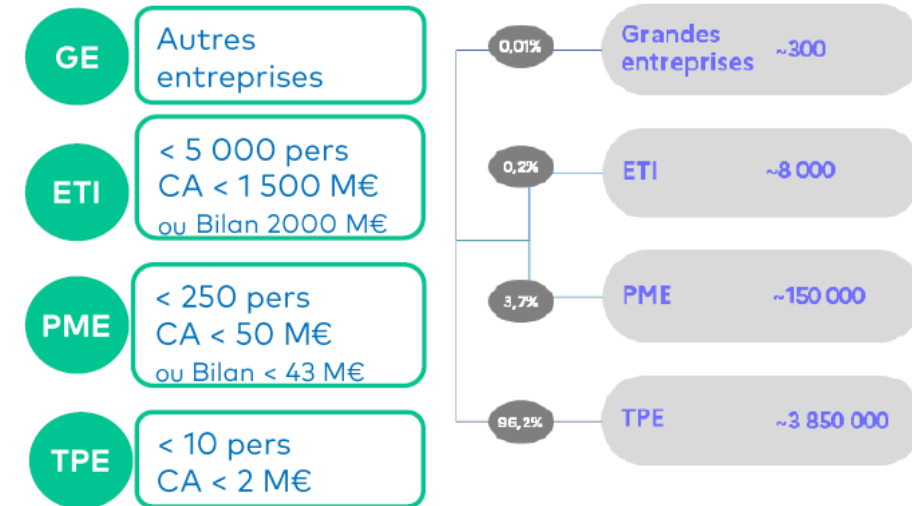 GE
Autres
entreprises
0,01%
Grandes
entreprises ~300
ETI
< 5 000 pers
CA < 1 500 M€
ou Bilan 2000 M€
0,2%
ETI ~8 000
PME
< 250 pers
CA < 50 M€
ou Bilan < 43 M€
3,7%
PME ~150 000
TPE
< 10 pers
CA < 2 M€
96,2%
TPE ~3 850 000